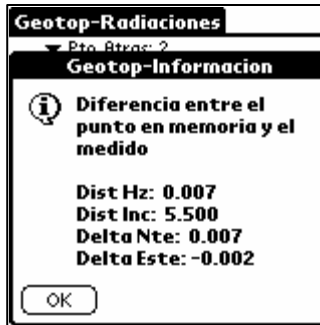 Geotop-Radiaciones
Pto Atras: 2
Geotop-Informacion
Diferencia entre el
punto en memoria y el
medido
Dist Hz: 0.007
Dist Inc: 5.500
Delta Nte: 0.007
Delta Este: -0.002
OK